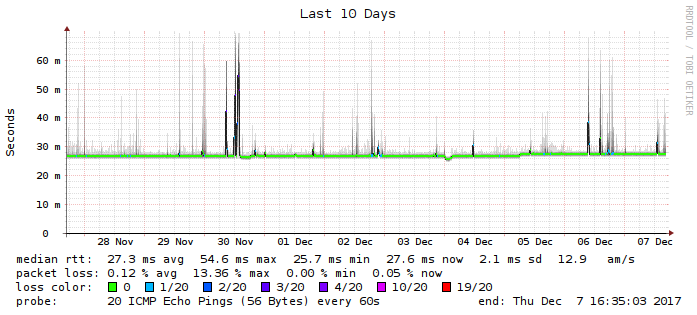 Last 10 Days
RRDTOOL / TOBI OETIKER
Seconds
60 m
50 m
40 m
30 m
20 m
10 m
0
28 Nov 29 Nov 30 Nov 01 Dec 02 Dec 03 Dec 04 Dec 05 Dec 06 Dec 07 Dec
median rtt: 27.3 ms avg 54.6 ms max 25.7 ms min 27.6 ms now 2.1 ms sd 12.9 am/s
packet loss: 0.12 % avg 13.36 % max 0.00 % min 0.05 % now
loss color: 0 1/20 2/20 3/20 4/20 10/20 19/20
probe: 20 ICMP Echo Pings (56 Bytes) every 60s end: Thu Dec 7 16:35:03 2017